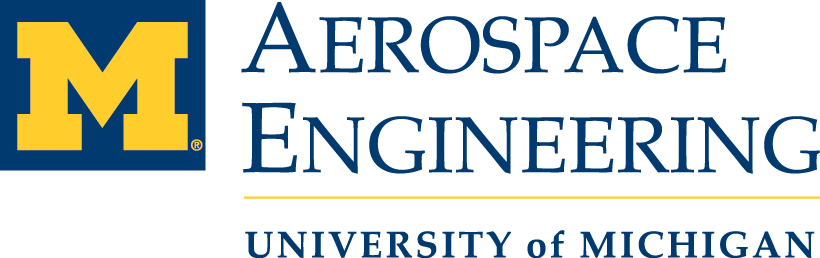 M®
AEROSPACE
ENGINEERING
UNIVERSITY of MICHIGAN